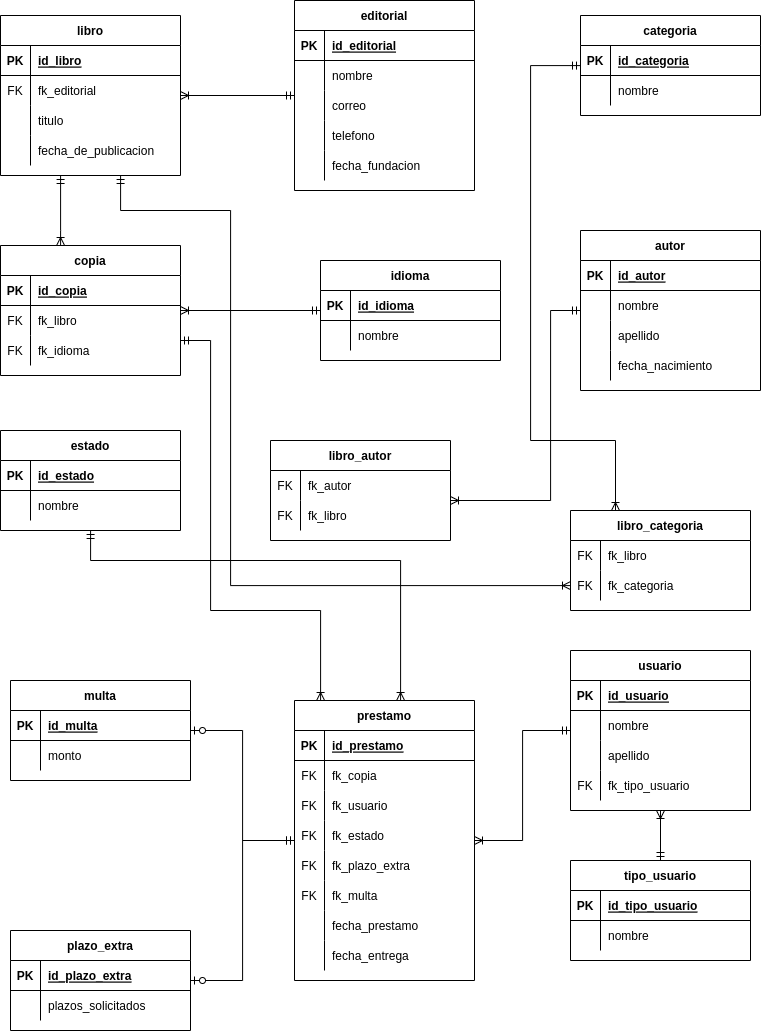 libro
PK id_libro
FK fk_editorial
titulo
fecha_de_publicacion
editorial
PK id_editorial
nombre
correo
telefono
fecha_fundacion
categoria
PK id_categoria
nombre
copia
PK id_copia
FK fk_libro
FK fk_idioma
idioma
PK id_idioma
nombre
autor
PK id_autor
nombre
apellido
fecha_nacimiento
estado
PK id_estado
nombre
libro_autor
FK fk_autor
FK fk_libro
libro_categoria
FK fk_libro
FK fk_categoria
multa
PK id_multa
monto
prestamo
PK id_prestamo
FK fk_copia
FK fk_usuario
FK fk_estado
FK fk_plazo_extra
FK fk_multa
fecha_prestamo
fecha_entrega
usuario
PK id_usuario
nombre
apellido
FK fk_tipo_usuario
tipo_usuario
PK id_tipo_usuario
nombre
plazo_extra
PK id_plazo_extra
plazos_solicitados